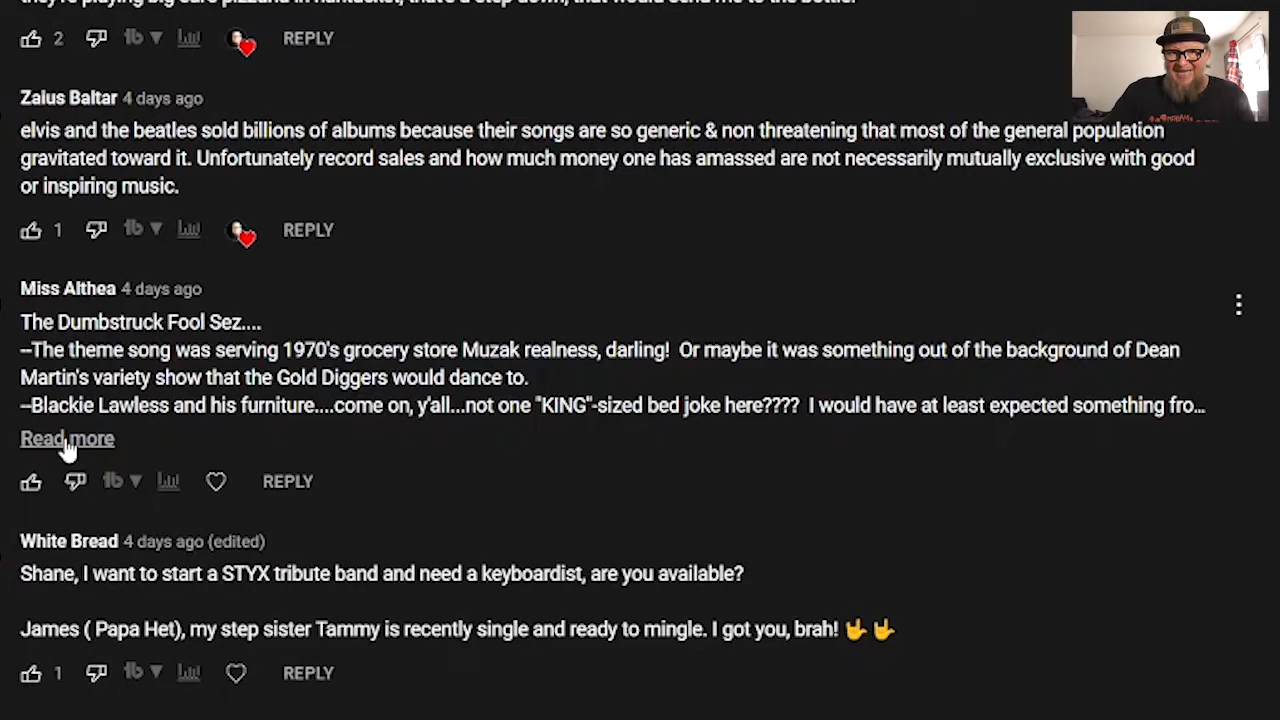 2 REPLY
Zaius Baltar 4 days ago
elvis and the beatles sold billions of albums because their songs are so generic & non threatening that most of the general population
gravitated toward it. Unfortunately record sales and how much money one has amassed are not necessarily mutually exclusive with good
or inspiring music.
1 REPLY
Miss Althea 4 days ago
The Dumbstruck Fool Sez....
--The theme song was serving 1970's grocery store Muzak realness, darling!  Or maybe it was something out of the background of Dean
Martin's variety show that the Gold Diggers would dance to.
--Blackie Lawless and his furniture....come on, y'all...not one "KING"-sized bed joke here????  I would have at least expected something fro...
Read more
REPLY
White Bread 4 days ago (edited)
Shane, I want to start a STYX tribute band and need a keyboardist, are you available?
James ( Papa Het), my step sister Tammy is recently single and ready to mingle. I got you, brah! 🤟🤟
1 REPLY